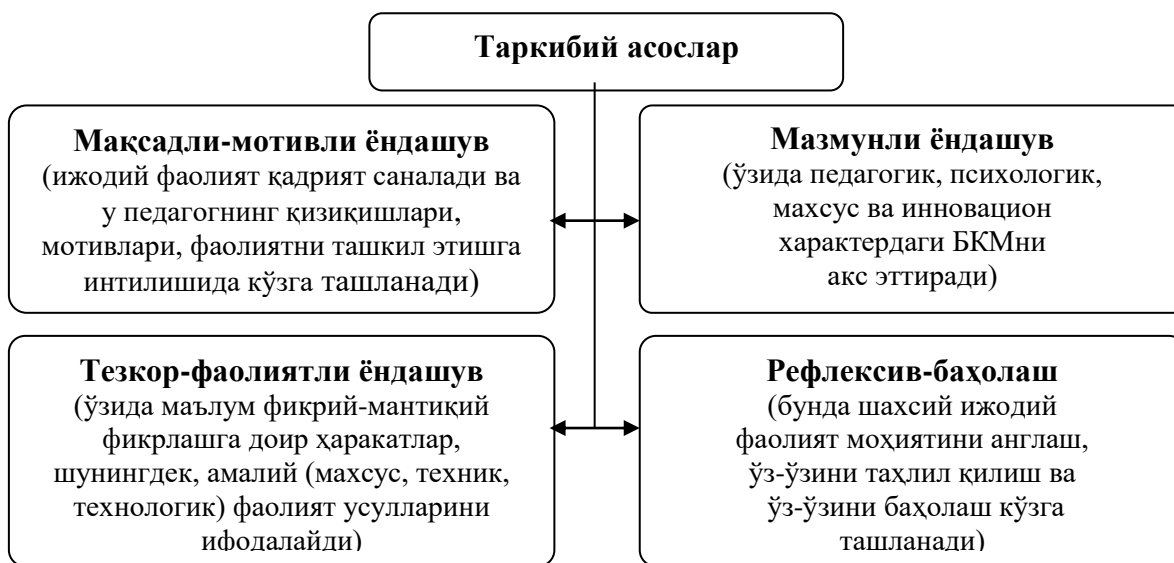 Таркибий асослар
Мақсадли-мотивли ёндашув
(ижодий фаолият қадрият саналади ва
у педагогнинг қизиқишлари,
мотивлари, фаолиятни ташкил этишга
интилишида кўзга ташланади)
Мазмунли ёндашув
(ўзида педагогик, психологик,
махсус ва инновацион
характердаги БКМни
акс эттиради)
Тезкор-фаолиятли ёндашув
(ўзида маълум фикрий-мантиқий
фикрлашга доир ҳаракатлар,
шунингдек, амалий (махсус, техник,
технологик) фаолият усулларини
ифодалайди)
Рефлексив-баҳолаш
(бунда шахсий ижодий
фаолият моҳиятини англаш,
ўз-ўзини таҳлил қилиш ва
ўз-ўзини баҳолаш кўзга
ташланади)